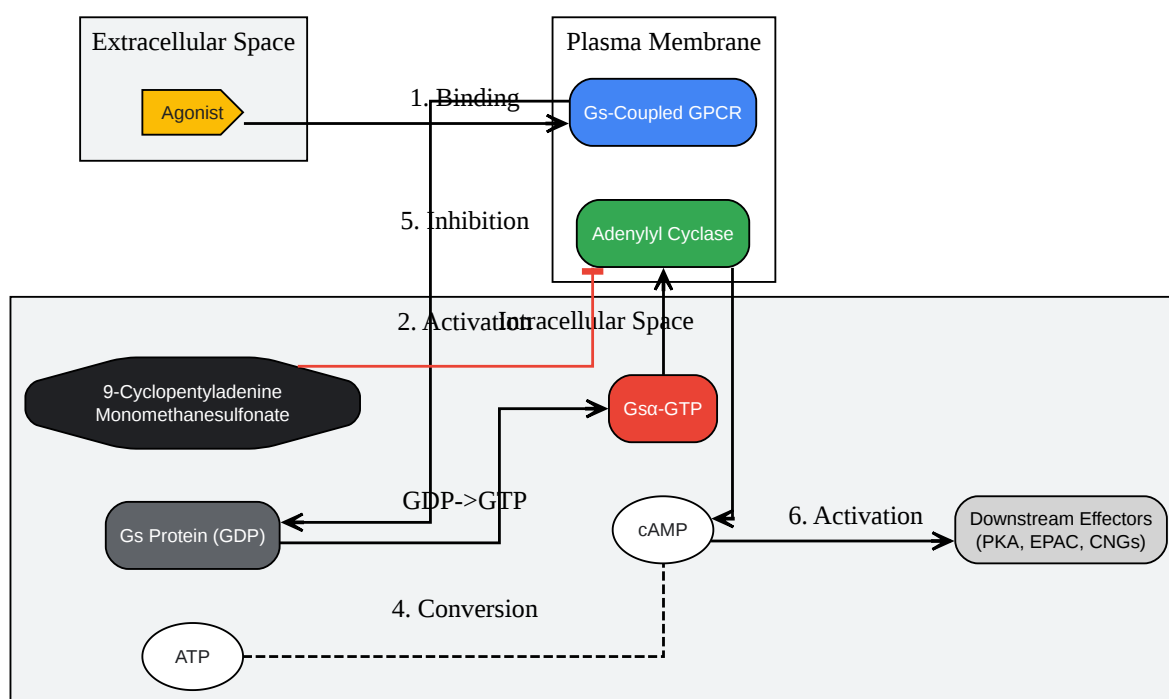 Extracellular Space
Plasma Membrane
Agonist
1. Binding
Gs-Coupled GPCR
5. Inhibition
Adenylyl Cyclase
2. Activation
Intracellular Space
9-Cyclopentyladenine
Monomethanesulfonate
Gsα-GTP
GDP->GTP
Gs Protein (GDP)
cAMP
6. Activation
Downstream Effectors
(PKA, EPAC, CNGs)
4. Conversion
ATP